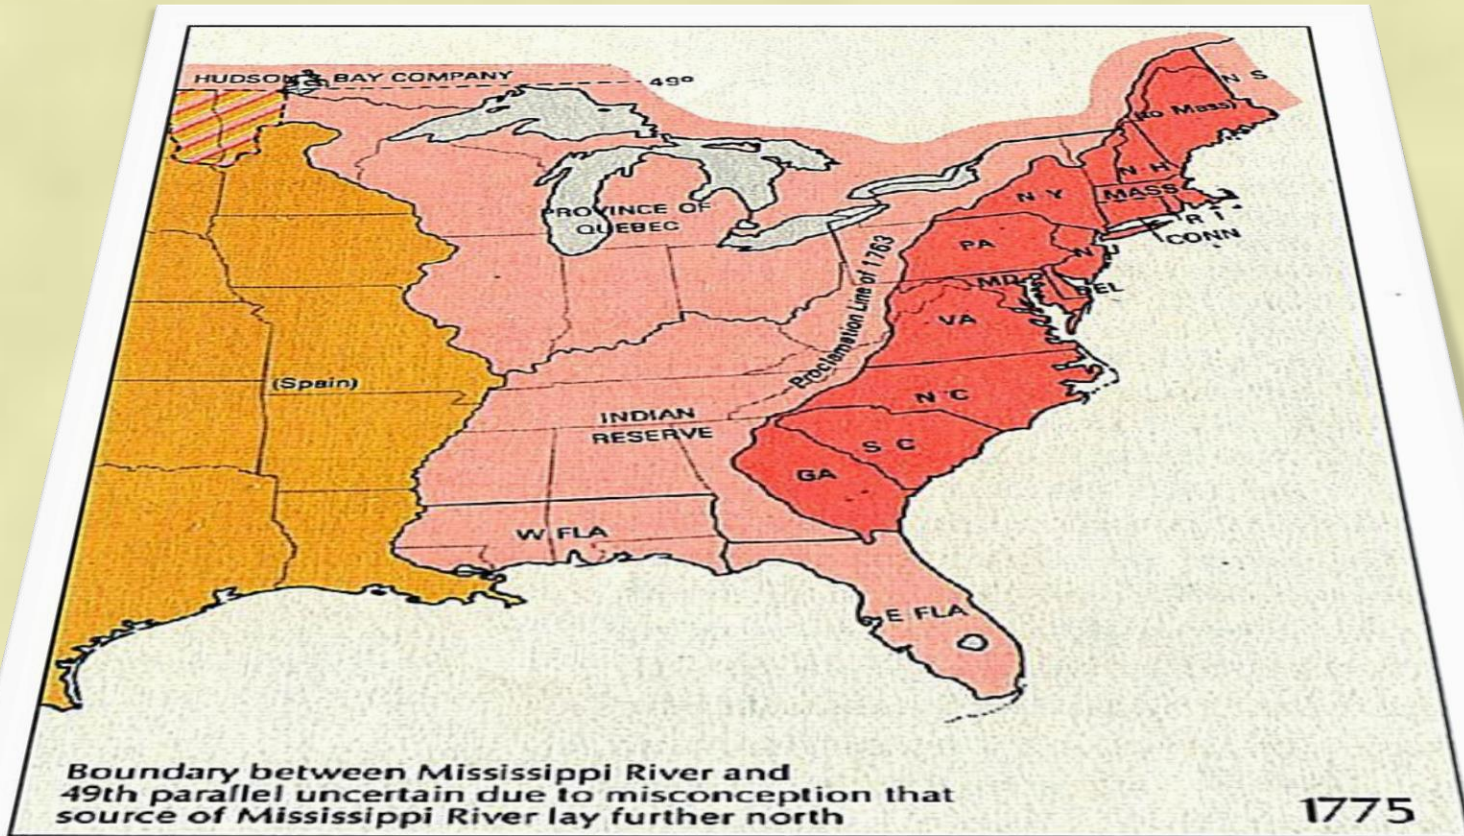 HUDSON'S BAY COMPANY
49º
N S
(to Mass)
N H
N Y
MASS
R I
CONN
PROVINCE OF
QUEBEC
PA
N J
MD
DEL
Proclamation Line of 1763
VA
(Spain)
N C
INDIAN
RESERVE
S C
GA
W FLA
E FLA
Boundary between Mississippi River and
49th parallel uncertain due to misconception that
source of Mississippi River lay further north
1775